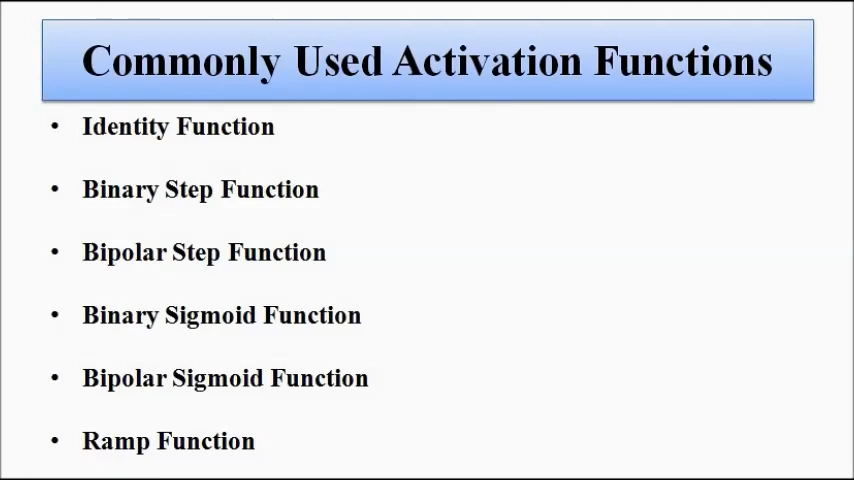 Commonly Used Activation Functions
• Identity Function
• Binary Step Function
• Bipolar Step Function
• Binary Sigmoid Function
• Bipolar Sigmoid Function
• Ramp Function